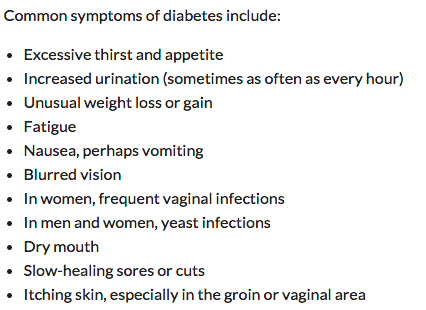 Common symptoms of diabetes include:
• Excessive thirst and appetite
• Increased urination (sometimes as often as every hour)
• Unusual weight loss or gain
• Fatigue
• Nausea, perhaps vomiting
• Blurred vision
• In women, frequent vaginal infections
• In men and women, yeast infections
• Dry mouth
• Slow-healing sores or cuts
• Itching skin, especially in the groin or vaginal area